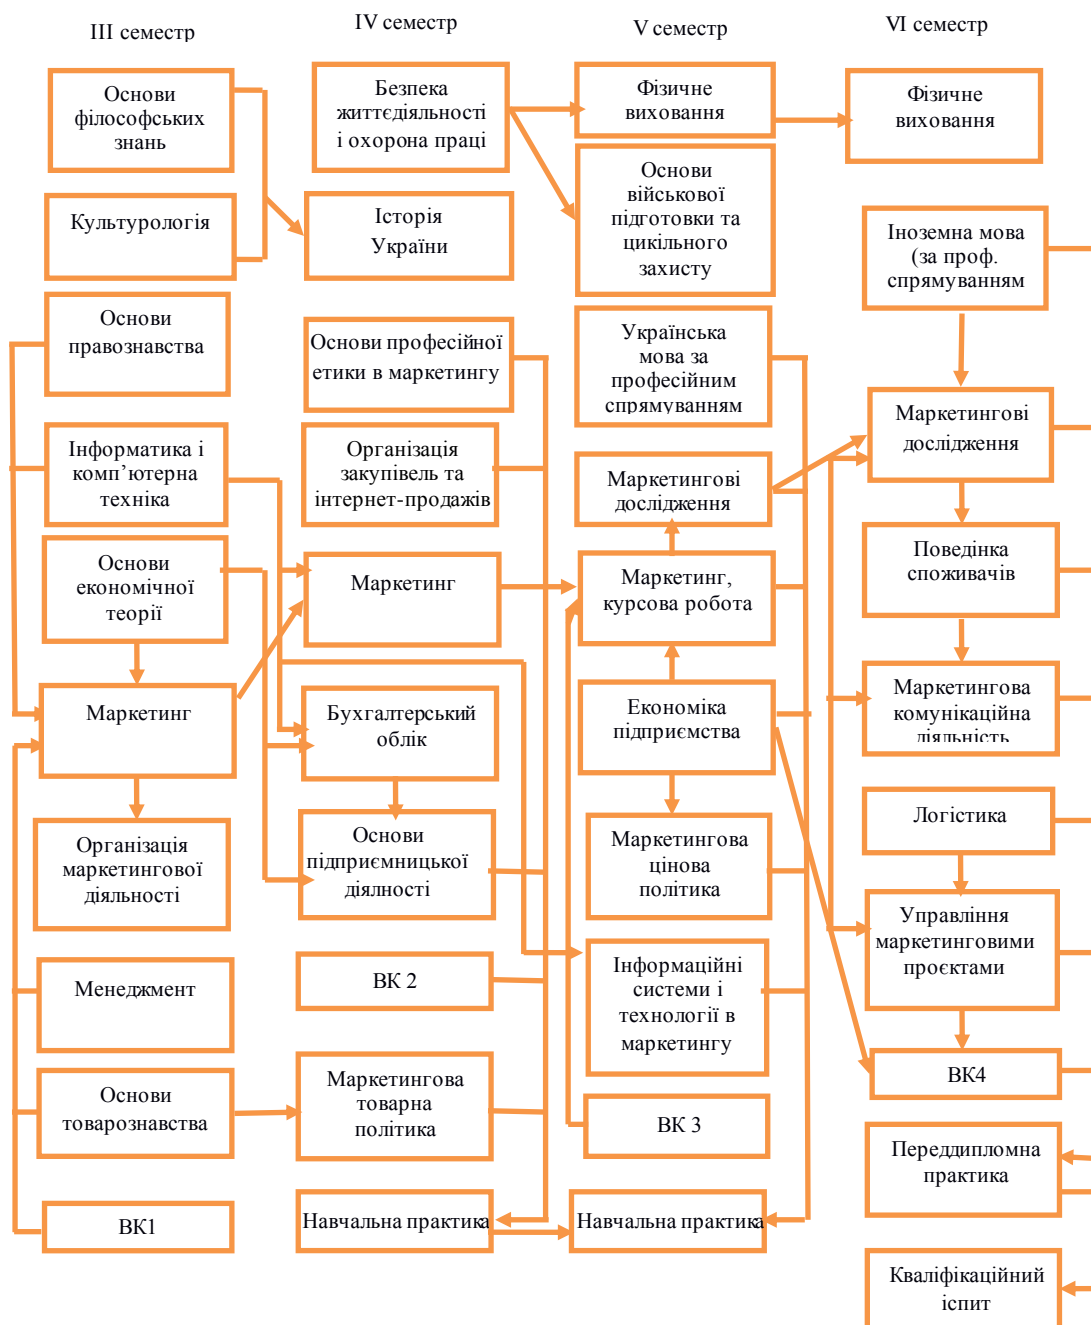 III семестр
IV семестр
V семестр
VI семестр
Основи
філософських
знань
Культурологія
Основи
правознавства
Інформатика і
комп’ютерна
техніка
Основи
економічної
теорії
Маркетинг
Організація
маркетингової
діяльності
Менеджмент
Основи
товарознавства
ВК1
Безпека
життєдіяльності
і охорона праці
Історія
України
Основи професійної
етики в маркетингу
Організація
закупівель та
інтернет-продажів
Маркетинг
Бухгалтерський
облік
Основи
підприємницької
діялності
ВК 2
Маркетингова
товарна
політика
Навчальна практика
Фізичне
виховання
Основи
військової
підготовки та
цикільного
захисту
Українська
мова за
професійним
спрямуванням
Маркетингові
дослідження
Маркетинг,
курсова робота
Економіка
підприємства
Маркетингова
цінова
політика
Інформаційні
системи і
технології в
маркетингу
ВК 3
Навчальна практика
Фізичне
виховання
Іноземна мова
(за проф.
спрямуванням
Маркетингові
дослідження
Поведінка
споживачів
Маркетингова
комунікаційна
діяльність
Логістика
Управління
маркетинговими
проєктами
ВК4
Переддипломна
практика
Кваліфікаційний
іспит